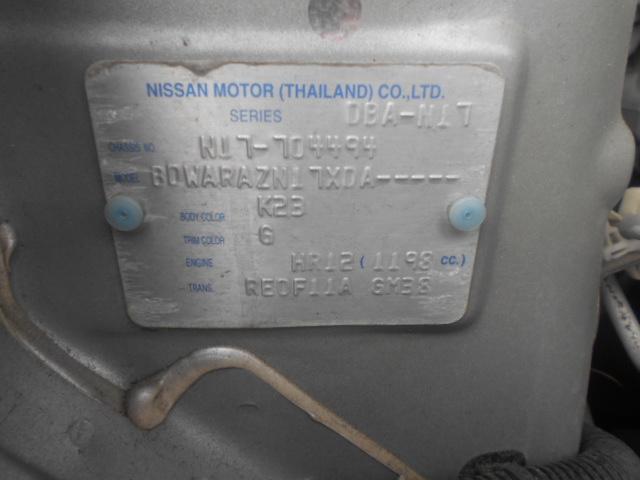 NISSAN MOTOR (THAILAND) CO.,LTD.
SERIES DBA-N17
CHASSIS NO. N17-704494
MODEL BDWARAZN17XDA-----
BODY COLOR K23
TRIM COLOR G
ENGINE HR12 (1198 CC.)
TRANS. RE0F11A GM38